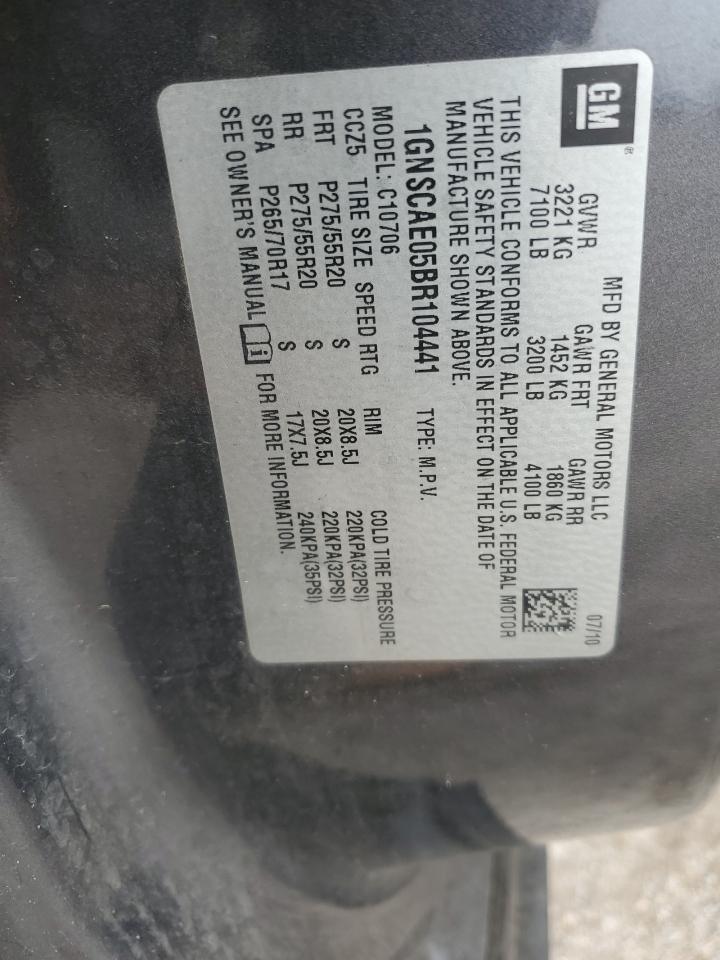 GM®
MFD BY GENERAL MOTORS LLC 07/10
GVWR GAWR FRT GAWR RR
3221 KG 1452 KG 1860 KG
7100 LB 3200 LB 4100 LB
THIS VEHICLE CONFORMS TO ALL APPLICABLE U.S. FEDERAL MOTOR
VEHICLE SAFETY STANDARDS IN EFFECT ON THE DATE OF
MANUFACTURE SHOWN ABOVE.
1GNSCAE05BR104441 TYPE: M.P.V.
MODEL: C10706
CCZ5 TIRE SIZE SPEED RTG RIM COLD TIRE PRESSURE
FRT P275/55R20 S 20X8.5J 220KPA(32PSI)
RR P275/55R20 S 20X8.5J 220KPA(32PSI)
SPA P265/70R17 S 17X7.5J 240KPA(35PSI)
SEE OWNER'S MANUAL FOR MORE INFORMATION.